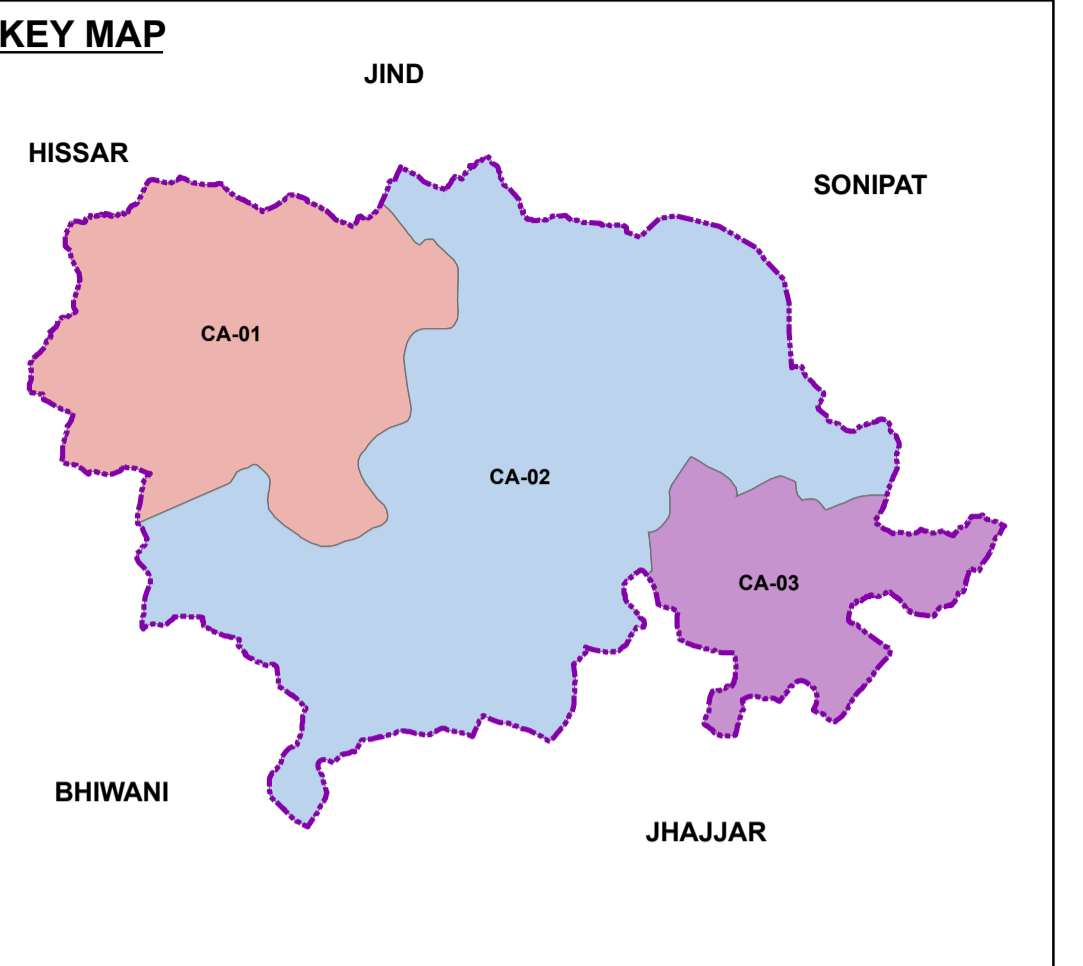 KEY MAP
JIND
HISSAR
SONIPAT
CA-01
CA-02
CA-03
BHIWANI
JHAJJAR